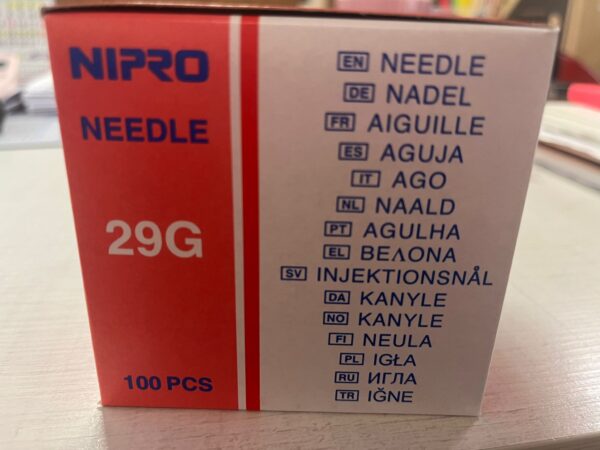 NIPRO
NEEDLE
29G
100 PCS
EN NEEDLE
DE NADEL
FR AIGUILLE
ES AGUJA
IT AGO
NL NAALD
PT AGULHA
EL ΒΕΛΟΝΑ
SV INJEKTIONSNÅL
DA KANYLE
NO KANYLE
FI NEULA
PL IGŁA
RU ИГЛА
TR İĞNE